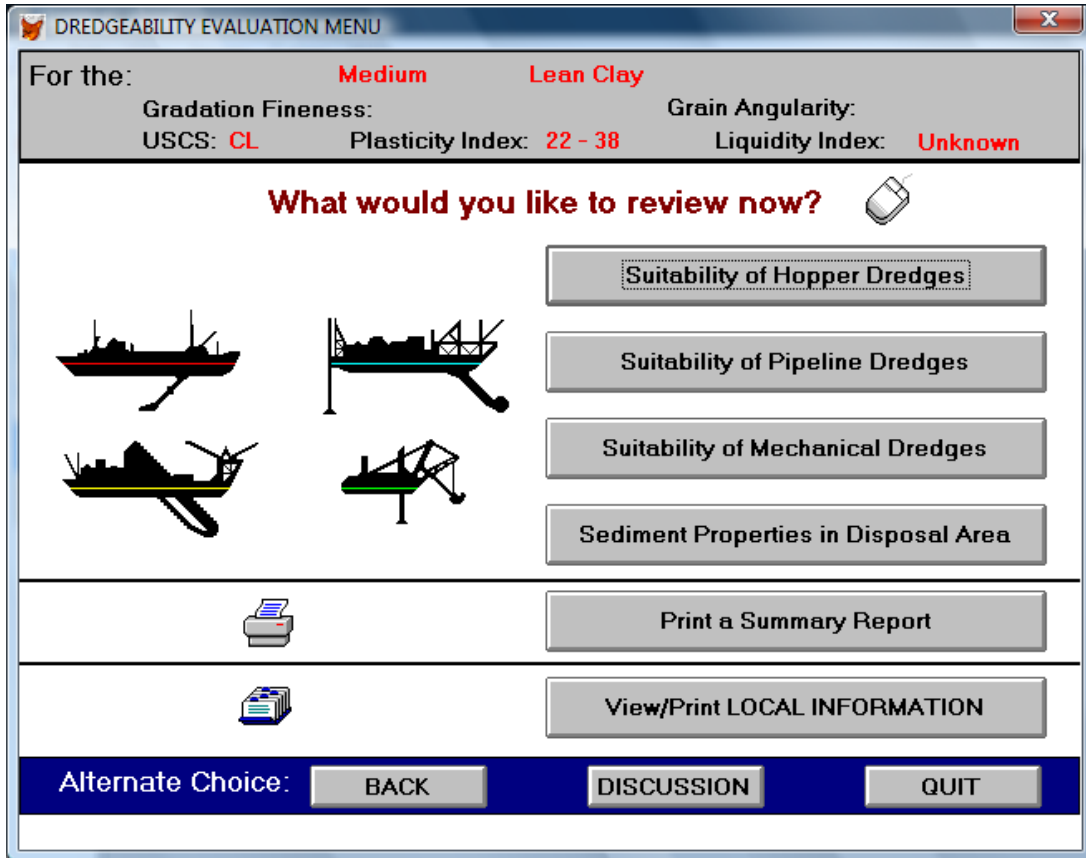 DREDGEABILITY EVALUATION MENU
For the: Medium Lean Clay
Gradation Fineness: Grain Angularity:
USCS: CL Plasticity Index: 22 - 38 Liquidity Index: Unknown
What would you like to review now?
Suitability of Hopper Dredges
Suitability of Pipeline Dredges
Suitability of Mechanical Dredges
Sediment Properties in Disposal Area
Print a Summary Report
View/Print LOCAL INFORMATION
Alternate Choice: BACK DISCUSSION QUIT